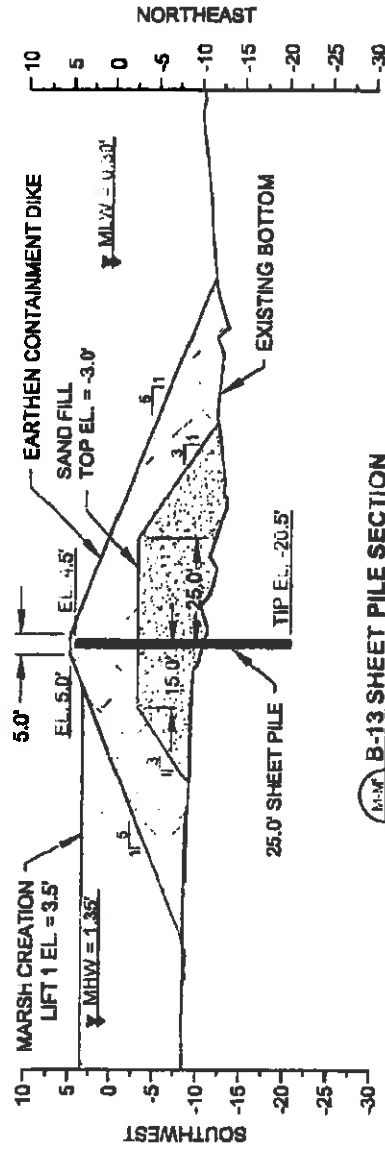 NORTHEAST
10
5
0
-5
-10
-15
-20
-25
-30
EARTHEN CONTAINMENT DIKE
MLW = 0.30'
SAND FILL
TOP EL. = -3.0'
5.0'
EL. 5.0'
EL. 4.5'
MARSH CREATION
LIFT 1 EL. = 3.5'
MHW = 1.35'
5
1
3
1
15.0'
25.0'
3
1
5
1
EXISTING BOTTOM
TIP EL. -20.5'
25.0' SHEET PILE
SOUTHWEST
10
5
0
-5
-10
-15
-20
-25
-30
M-M' B-13 SHEET PILE SECTION